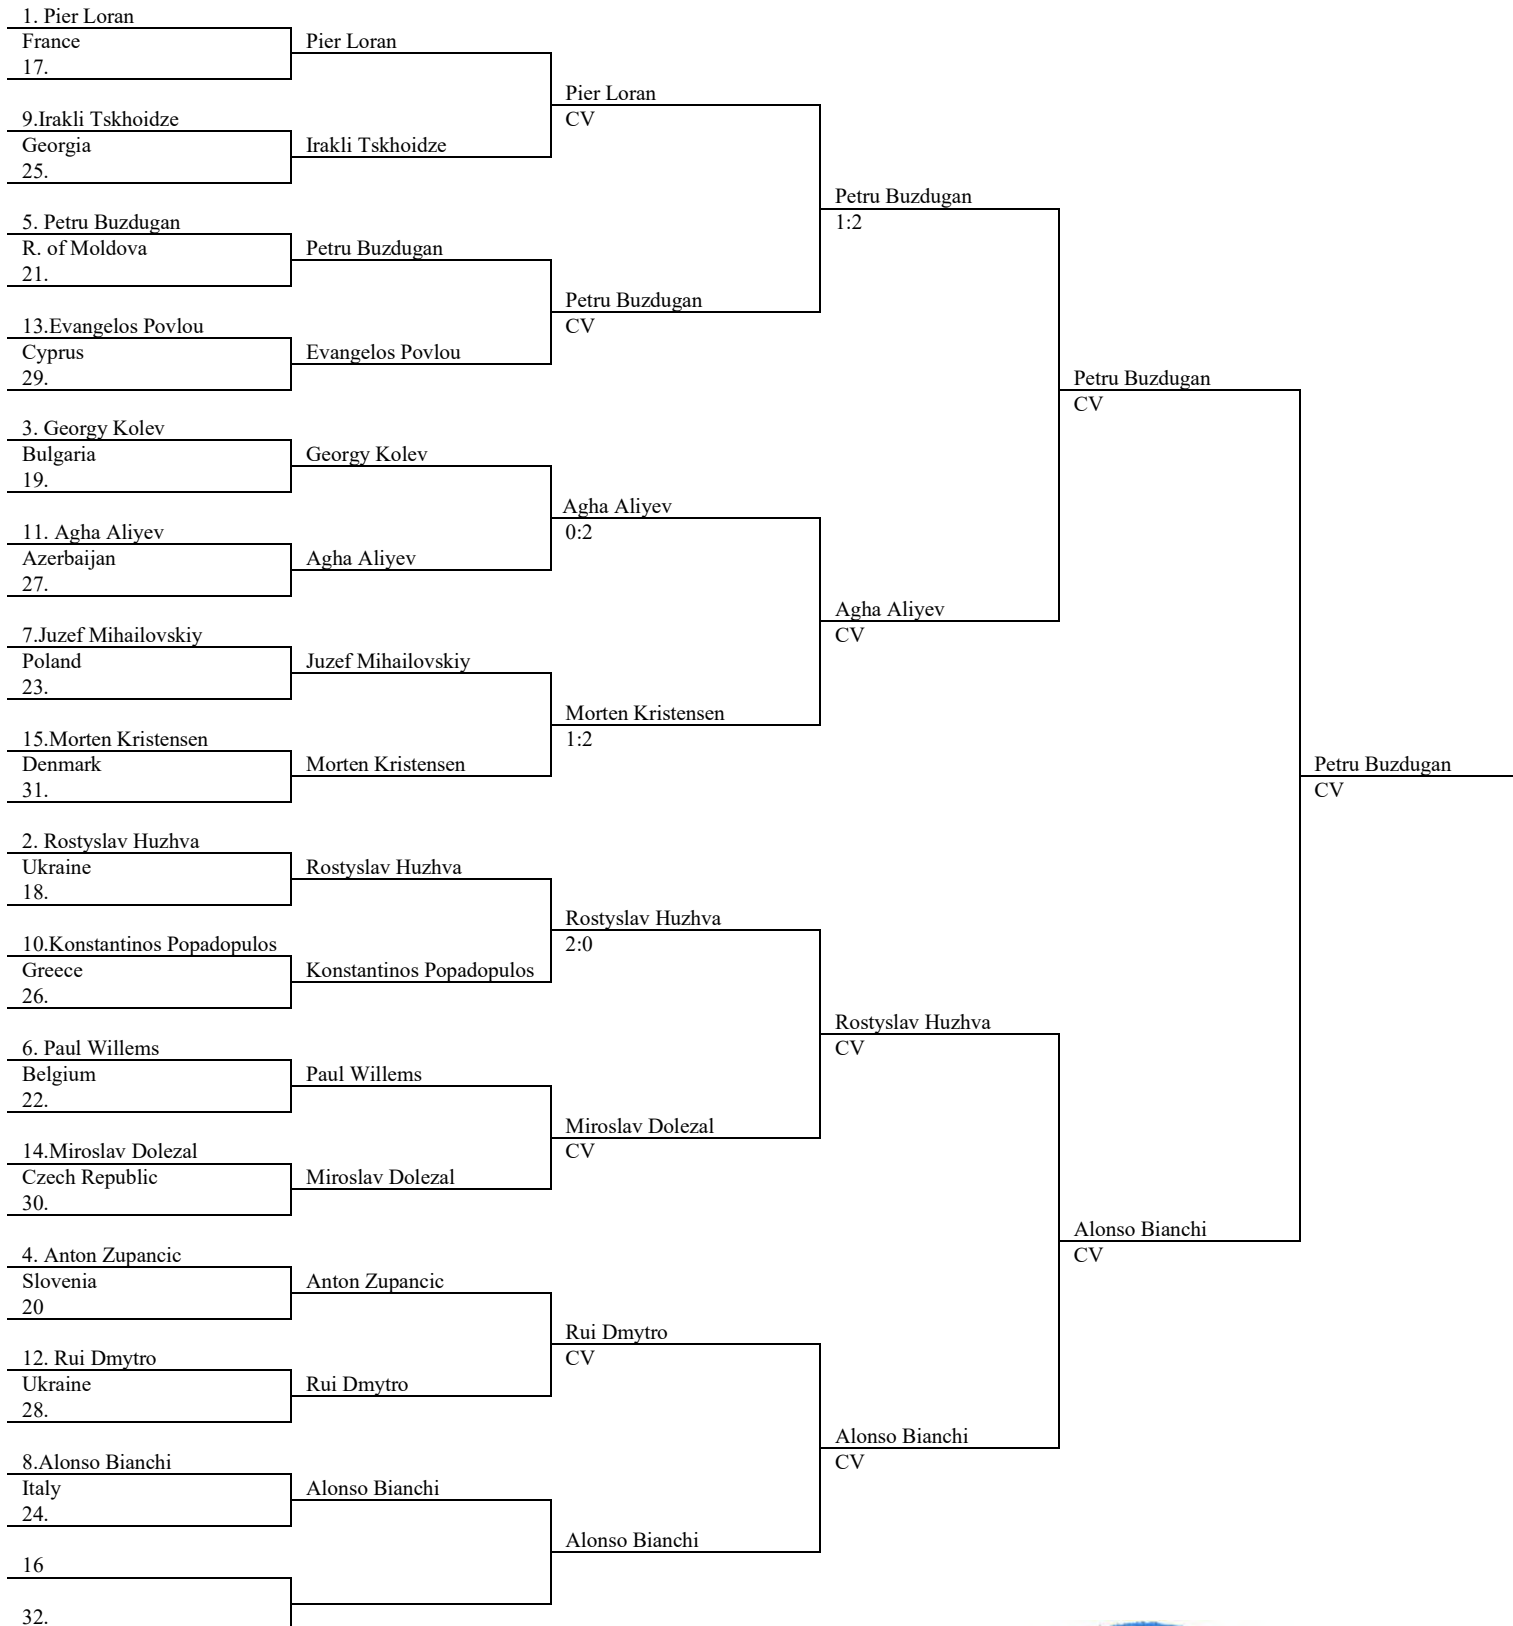 1. Pier Loran
France
17.
9.Irakli Tskhoidze
Georgia
25.
5. Petru Buzdugan
R. of Moldova
21.
13.Evangelos Povlou
Cyprus
29.
3. Georgy Kolev
Bulgaria
19.
11. Agha Aliyev
Azerbaijan
27.
7.Juzef Mihailovskiy
Poland
23.
15.Morten Kristensen
Denmark
31.
2. Rostyslav Huzhva
Ukraine
18.
10.Konstantinos Popadopulos
Greece
26.
6. Paul Willems
Belgium
22.
14.Miroslav Dolezal
Czech Republic
30.
4. Anton Zupancic
Slovenia
20
12. Rui Dmytro
Ukraine
28.
8.Alonso Bianchi
Italy
24.
16
32.
Pier Loran
Irakli Tskhoidze
Petru Buzdugan
Evangelos Povlou
Georgy Kolev
Agha Aliyev
Juzef Mihailovskiy
Morten Kristensen
Rostyslav Huzhva
Konstantinos Popadopulos
Paul Willems
Miroslav Dolezal
Anton Zupancic
Rui Dmytro
Alonso Bianchi
Pier Loran
CV
Petru Buzdugan
CV
Agha Aliyev
0:2
Morten Kristensen
1:2
Rostyslav Huzhva
2:0
Miroslav Dolezal
CV
Rui Dmytro
CV
Alonso Bianchi
Petru Buzdugan
1:2
Agha Aliyev
CV
Rostyslav Huzhva
CV
Alonso Bianchi
CV
Petru Buzdugan
CV
Alonso Bianchi
CV
Petru Buzdugan
CV